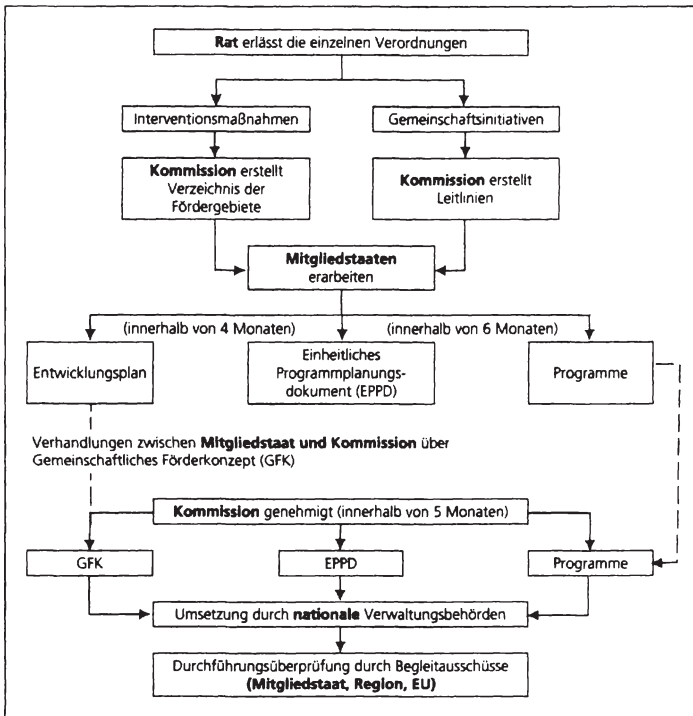 Rat erlässt die einzelnen Verordnungen
Interventionsmaßnahmen
Gemeinschaftsinitiativen
Kommission erstellt
Verzeichnis der
Fördergebiete
Kommission erstellt
Leitlinien
Mitgliedstaaten
erarbeiten
(innerhalb von 4 Monaten)
(innerhalb von 6 Monaten)
Entwicklungsplan
Einheitliches
Programmplanungs-
dokument (EPPD)
Programme
Verhandlungen zwischen Mitgliedstaat und Kommission über
Gemeinschaftliches Förderkonzept (GFK)
Kommission genehmigt (innerhalb von 5 Monaten)
GFK
EPPD
Programme
Umsetzung durch nationale Verwaltungsbehörden
Durchführungsüberprüfung durch Begleitausschüsse
(Mitgliedstaat, Region, EU)